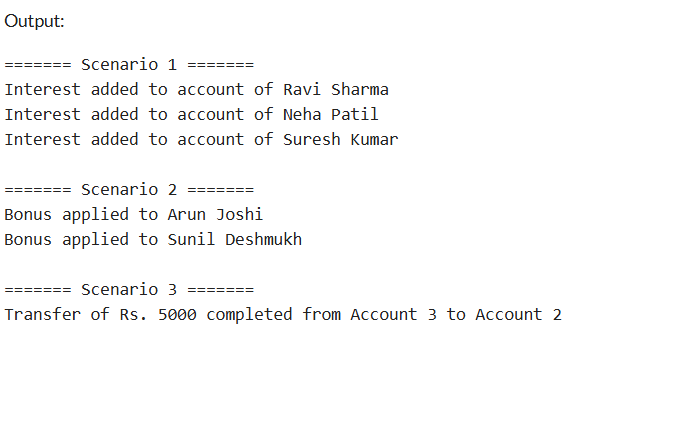 Output:
======= Scenario 1 =======
Interest added to account of Ravi Sharma
Interest added to account of Neha Patil
Interest added to account of Suresh Kumar
======= Scenario 2 =======
Bonus applied to Arun Joshi
Bonus applied to Sunil Deshmukh
======= Scenario 3 =======
Transfer of Rs. 5000 completed from Account 3 to Account 2